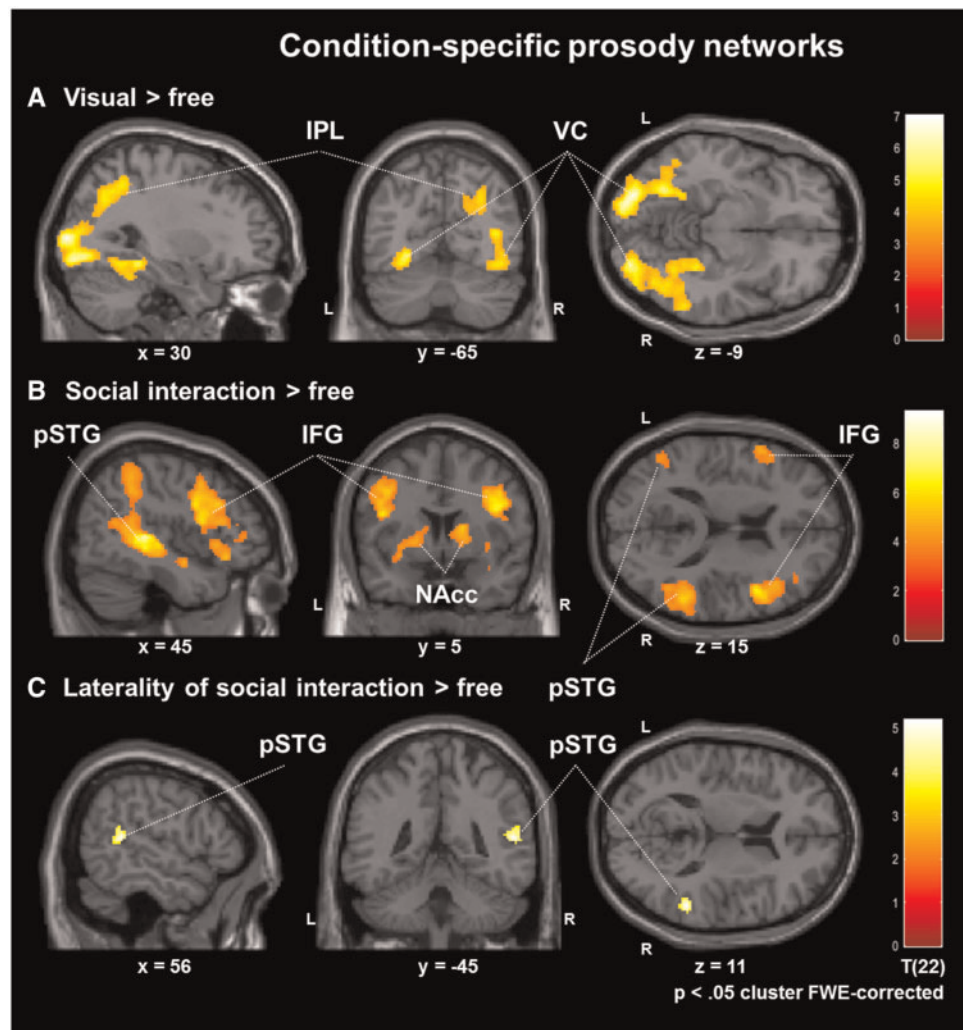 Condition-specific prosody networks
A Visual > free
IPL
VC
L
L
R
R
x = 30
y = -65
z = -9
7
6
5
4
3
2
1
0
B Social interaction > free
pSTG
IFG
IFG
NAcc
L
L
R
R
x = 45
y = 5
z = 15
8
6
4
2
0
pSTG
C Laterality of social interaction > free
pSTG
pSTG
L
L
R
R
x = 56
y = -45
z = 11
5
4
3
2
1
0
T(22)
p < .05 cluster FWE-corrected